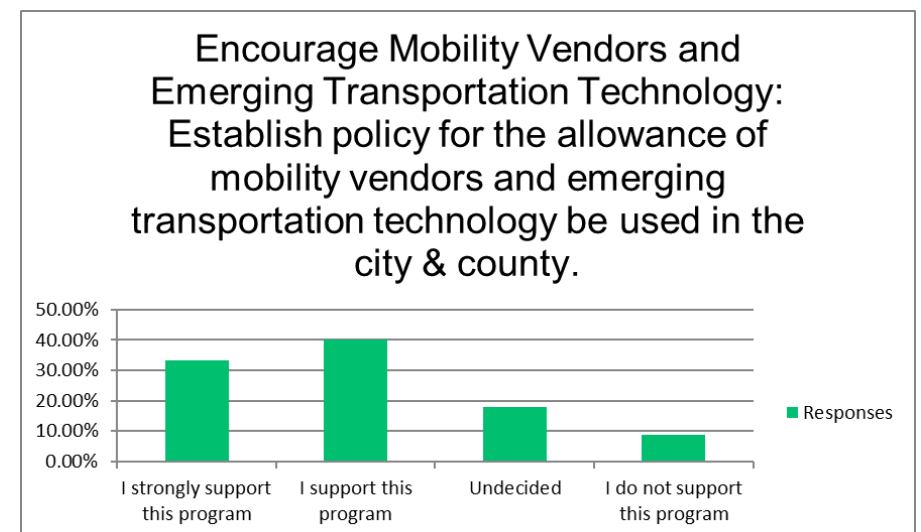 Encourage Mobility Vendors and
Emerging Transportation Technology:
Establish policy for the allowance of
mobility vendors and emerging
transportation technology be used in the
city & county.
50.00%
40.00%
30.00%
20.00%
10.00%
0.00%
I strongly support
this program
I support this
program
Undecided
I do not support
this program
Responses